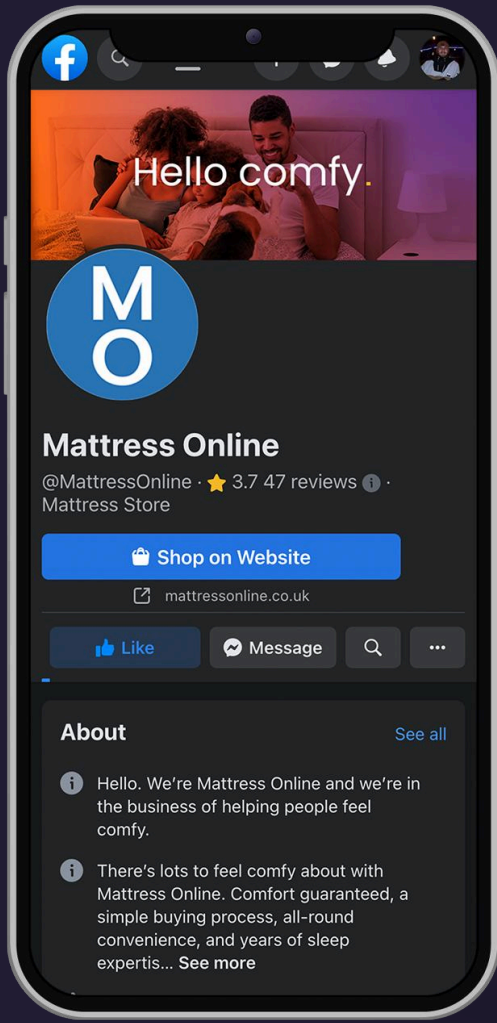 Hello comfy.
M
O
Mattress Online
@MattressOnline · 3.7 47 reviews ·
Mattress Store
Shop on Website
mattressonline.co.uk
Like
Message
About
See all
Hello. We're Mattress Online and we're in
the business of helping people feel
comfy.
There's lots to feel comfy about with
Mattress Online. Comfort guaranteed, a
simple buying process, all-round
convenience, and years of sleep
expertis... See more